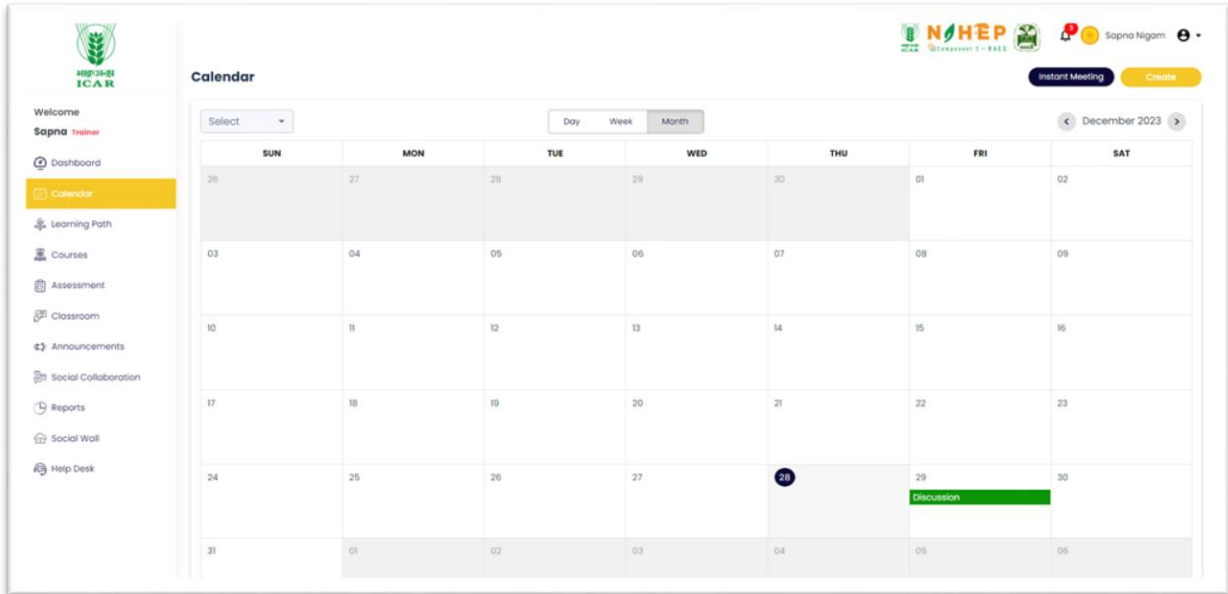 NAHEP
Component 2 - RAES
3
Sapna Nigam
ICAR
Calendar
Instant Meeting
Create
Welcome
Sapna Trainer
Dashboard
Calendar
Learning Path
Courses
Assessment
Classroom
Announcements
Social Collaboration
Reports
Social Wall
Help Desk
Select
Day Week Month
December 2023
SUN MON TUE WED THU FRI SAT
26 27 28 29 30 01 02
03 04 05 06 07 08 09
10 11 12 13 14 15 16
17 18 19 20 21 22 23
24 25 26 27 28 29 30
Discussion
31 01 02 03 04 05 06